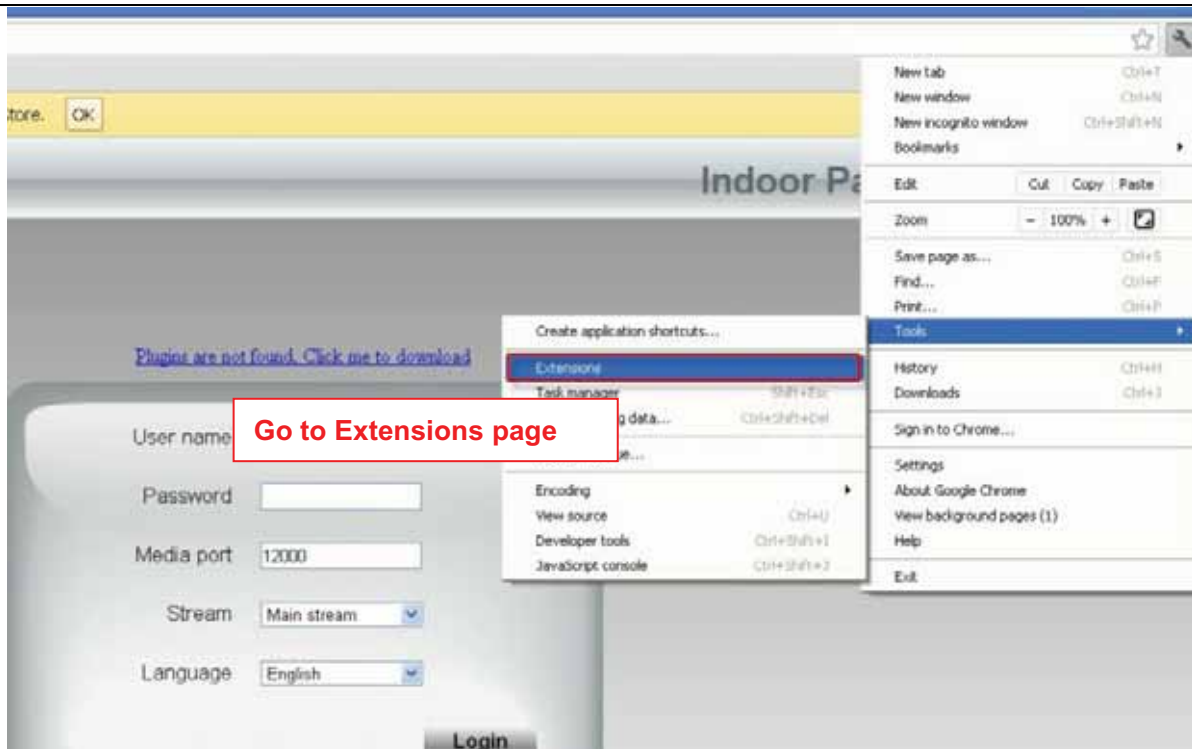 New tab Ctrl+T
New window Ctrl+N
tore. OK
New incognito window Ctrl+Shift+N
Bookmarks
Indoor Pa
Edit Cut Copy Paste
Zoom - 100% +
Save page as... Ctrl+S
Find... Ctrl+F
Print... Ctrl+P
Create application shortcuts...
Tools
Plugins are not found, Click me to download
Extensions
History Ctrl+H
Task manager Shift+Esc
Downloads Ctrl+J
g data... Ctrl+Shift+Del
Go to Extensions page
User name
Sign in to Chrome...
e...
Settings
Password
Encoding
About Google Chrome
View source Ctrl+U
View background pages (1)
Developer tools Ctrl+Shift+I
Help
Media port 12000
JavaScript console Ctrl+Shift+J
Exit
Stream Main stream
Language English
Login